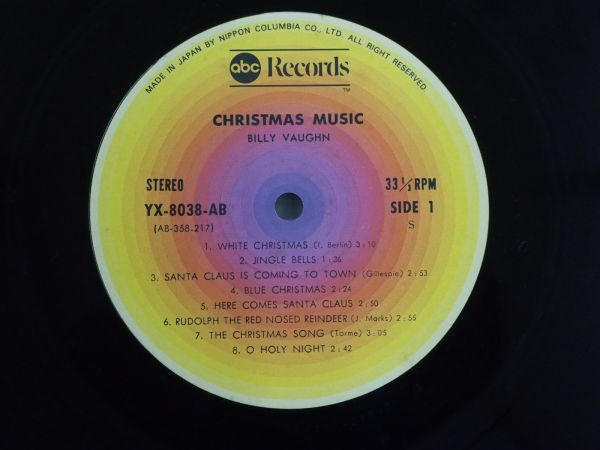 MADE IN JAPAN BY NIPPON COLUMBIA CO., LTD. ALL RIGHT RESERVED.
abc Records
TM
CHRISTMAS MUSIC
BILLY VAUGHN
STEREO 33 1/3 RPM
YX-8038-AB SIDE 1
(AB-358-217) S
1. WHITE CHRISTMAS (I. Berlin) 3:10
2. JINGLE BELLS 1:36
3. SANTA CLAUS IS COMING TO TOWN (Gillespie) 2:53
4. BLUE CHRISTMAS 2:24
5. HERE COMES SANTA CLAUS 2:50
6. RUDOLPH THE RED NOSED REINDEER (J. Marks) 2:55
7. THE CHRISTMAS SONG (Torme) 3:05
8. O HOLY NIGHT 2:42